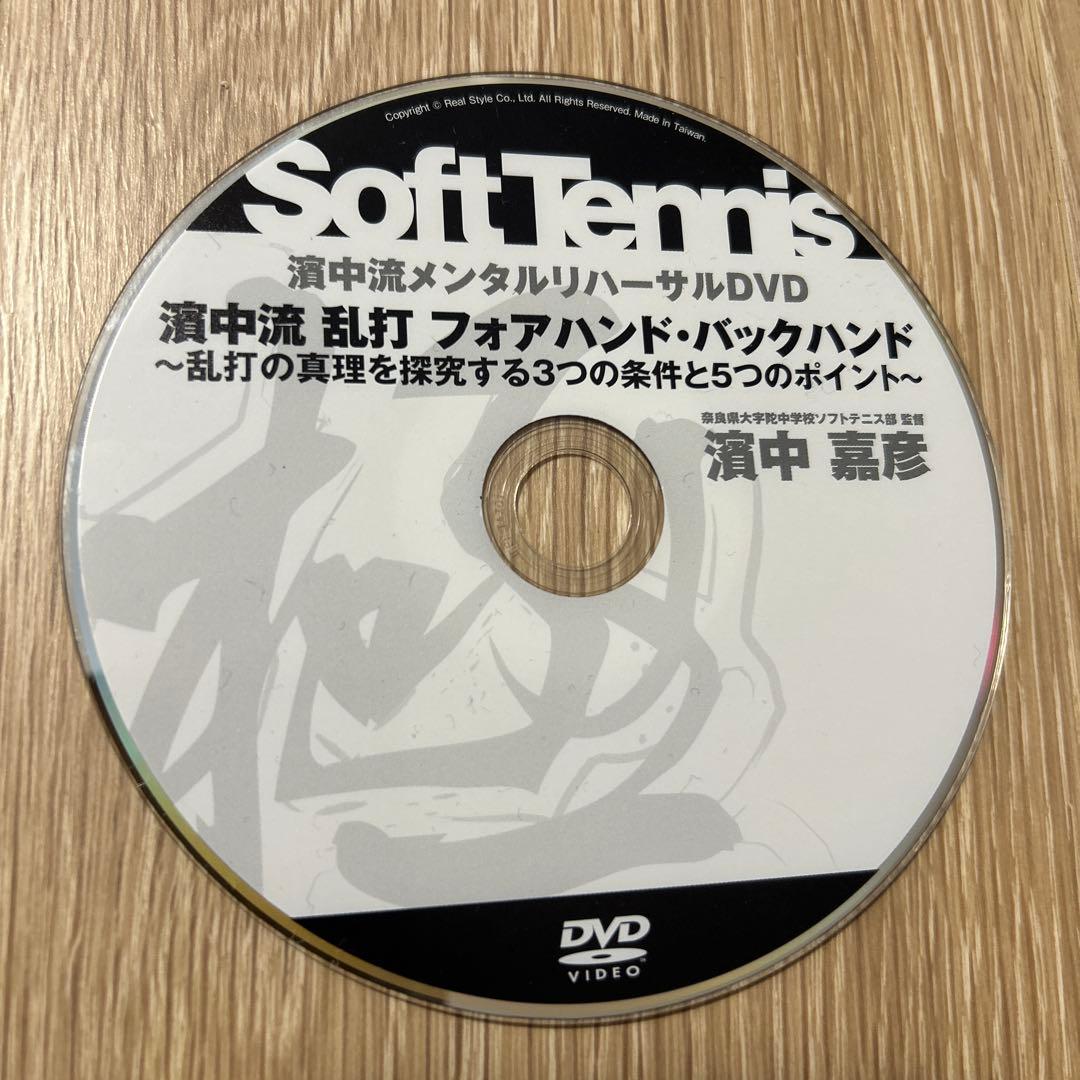 Copyright © Real Style Co., Ltd. All Rights Reserved. Made in Taiwan.
Soft Tennis
濱中流メンタルリハーサルDVD
濱中流 乱打 フォアハンド・バックハンド
～乱打の真理を探究する3つの条件と5つのポイント～
奈良県大字陀中学校ソフトテニス部 監督
濱中 嘉彦
DVD
VIDEO